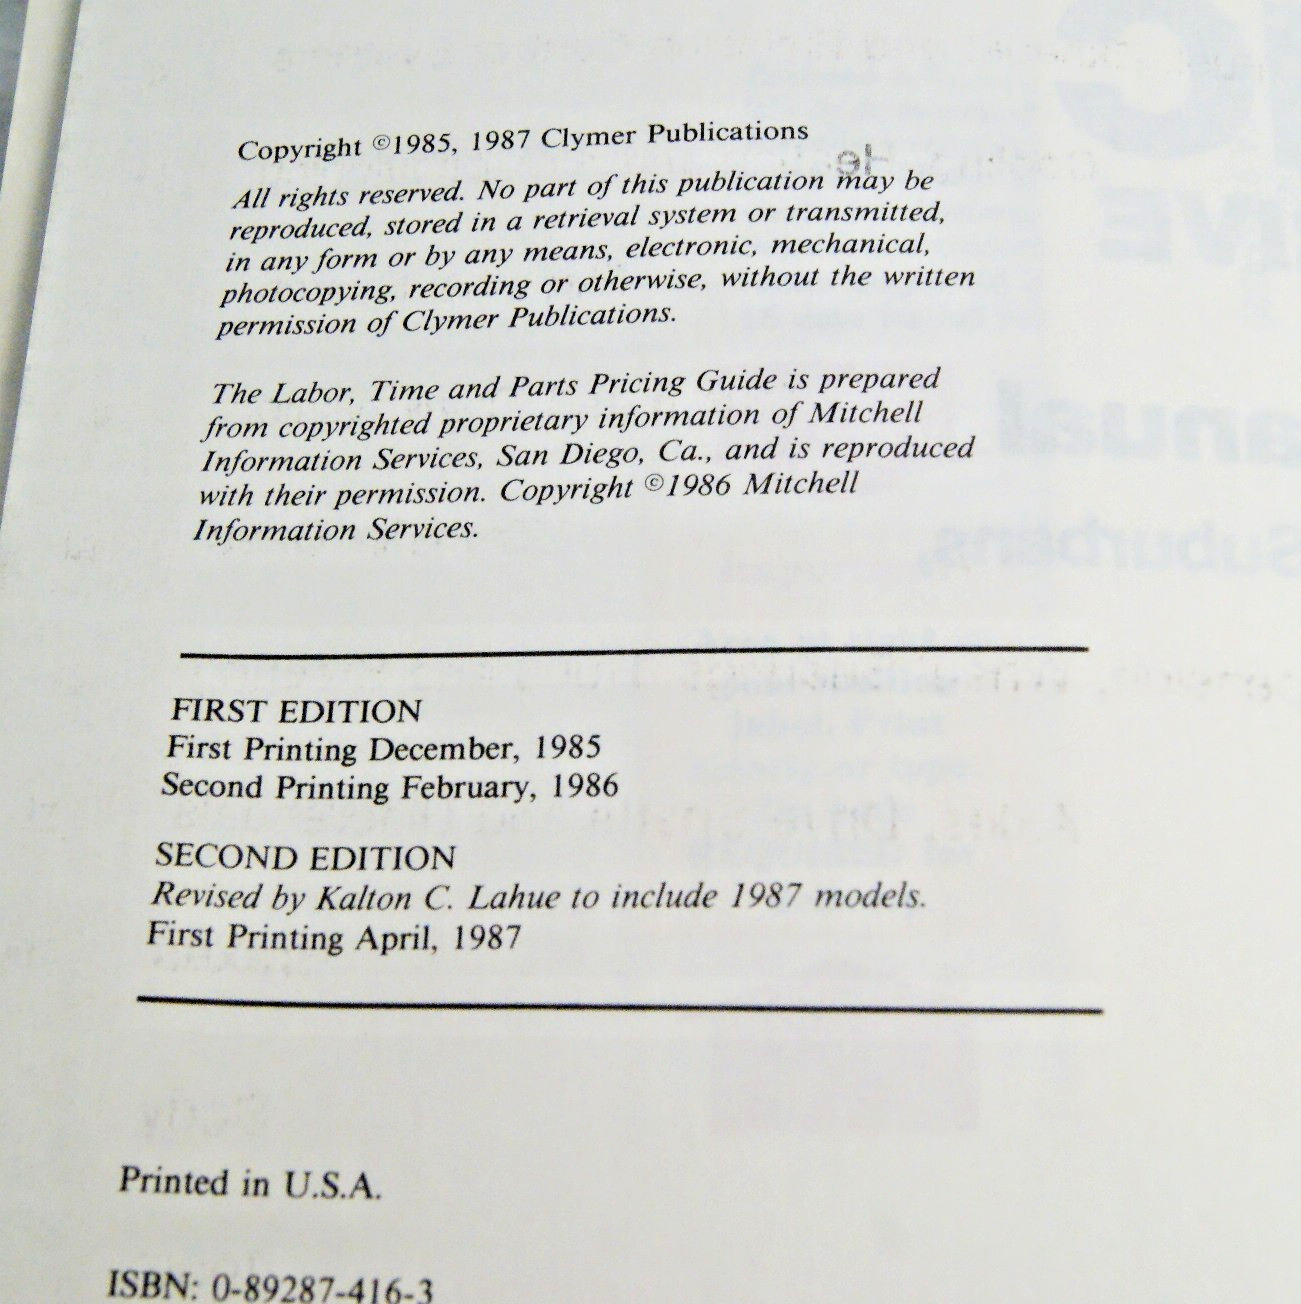 Copyright ©1985, 1987 Clymer Publications
All rights reserved. No part of this publication may be
reproduced, stored in a retrieval system or transmitted,
in any form or by any means, electronic, mechanical,
photocopying, recording or otherwise, without the written
permission of Clymer Publications.
The Labor, Time and Parts Pricing Guide is prepared
from copyrighted proprietary information of Mitchell
Information Services, San Diego, Ca., and is reproduced
with their permission. Copyright ©1986 Mitchell
Information Services.
FIRST EDITION
First Printing December, 1985
Second Printing February, 1986
SECOND EDITION
Revised by Kalton C. Lahue to include 1987 models.
First Printing April, 1987
Printed in U.S.A.
ISBN: 0-89287-416-3